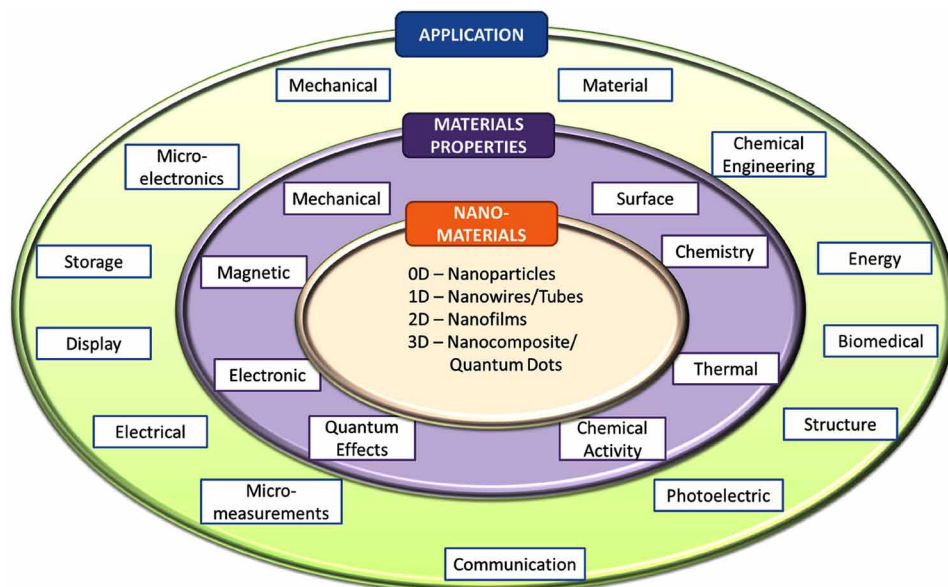 APPLICATION
Mechanical
Material
MATERIALS
PROPERTIES
Micro-
electronics
Chemical
Engineering
Mechanical
Surface
NANO-
MATERIALS
Storage
Magnetic
Chemistry
Energy
0D – Nanoparticles
1D – Nanowires/Tubes
2D – Nanofilms
3D – Nanocomposite/
Quantum Dots
Display
Biomedical
Electronic
Thermal
Electrical
Quantum
Effects
Chemical
Activity
Structure
Micro-
measurements
Photoelectric
Communication